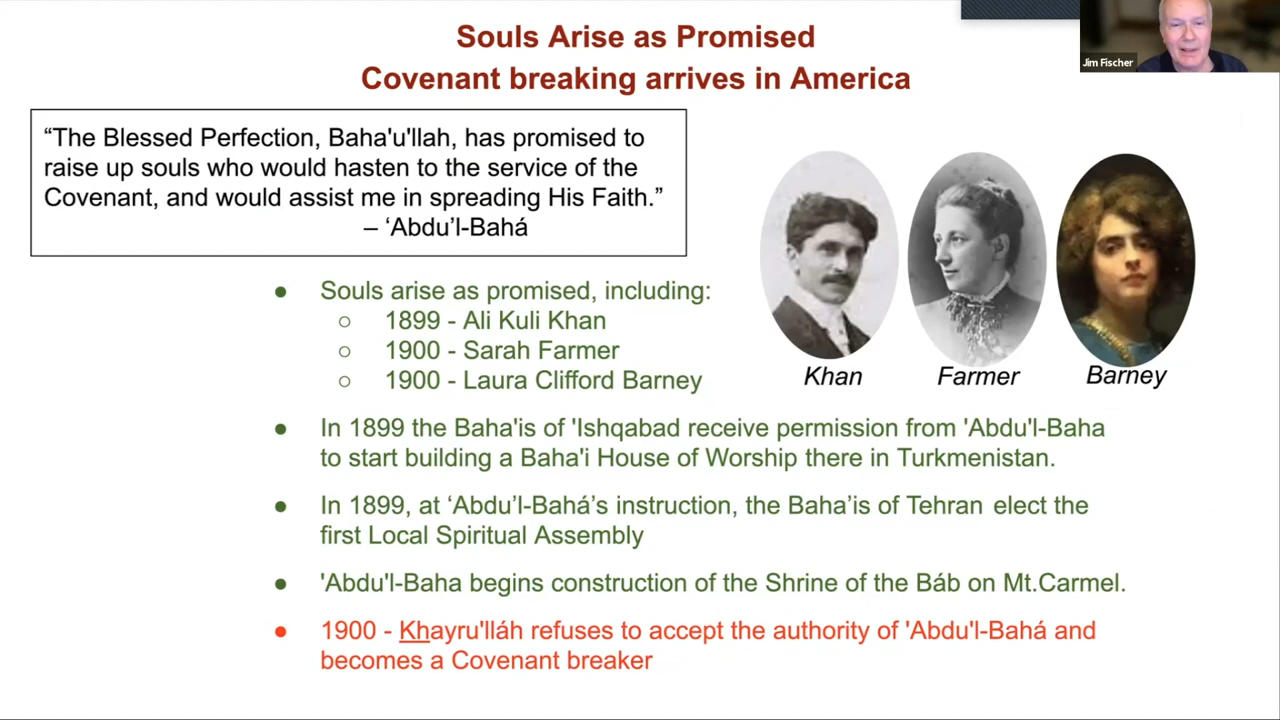 Souls Arise as Promised
Covenant breaking arrives in America
Jim Fischer
“The Blessed Perfection, Baha'u'llah, has promised to
raise up souls who would hasten to the service of the
Covenant, and would assist me in spreading His Faith.”
– ‘Abdu’l-Bahá
Khan
Farmer
Barney
● Souls arise as promised, including:
○ 1899 - Ali Kuli Khan
○ 1900 - Sarah Farmer
○ 1900 - Laura Clifford Barney
● In 1899 the Baha'is of 'Ishqabad receive permission from 'Abdu'l-Baha
to start building a Baha'i House of Worship there in Turkmenistan.
● In 1899, at ‘Abdu’l-Bahá’s instruction, the Baha’is of Tehran elect the
first Local Spiritual Assembly
● 'Abdu'l-Baha begins construction of the Shrine of the Báb on Mt.Carmel.
● 1900 - Khayru'lláh refuses to accept the authority of 'Abdu'l-Bahá and
becomes a Covenant breaker